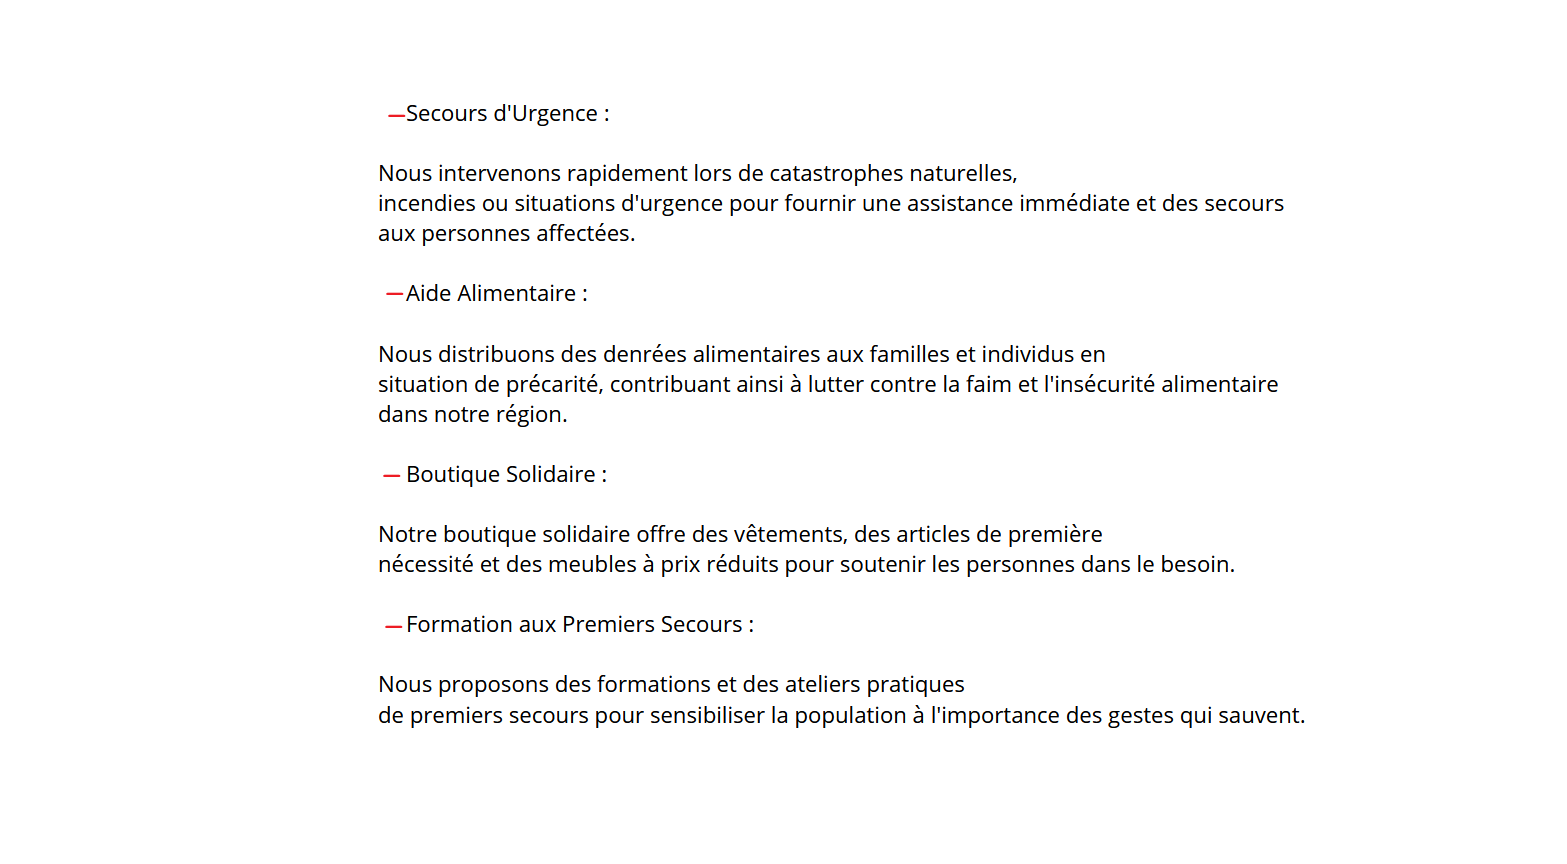 —Secours d'Urgence :
Nous intervenons rapidement lors de catastrophes naturelles,
incendies ou situations d'urgence pour fournir une assistance immédiate et des secours
aux personnes affectées.
—Aide Alimentaire :
Nous distribuons des denrées alimentaires aux familles et individus en
situation de précarité, contribuant ainsi à lutter contre la faim et l'insécurité alimentaire
dans notre région.
— Boutique Solidaire :
Notre boutique solidaire offre des vêtements, des articles de première
nécessité et des meubles à prix réduits pour soutenir les personnes dans le besoin.
—Formation aux Premiers Secours :
Nous proposons des formations et des ateliers pratiques
de premiers secours pour sensibiliser la population à l'importance des gestes qui sauvent.